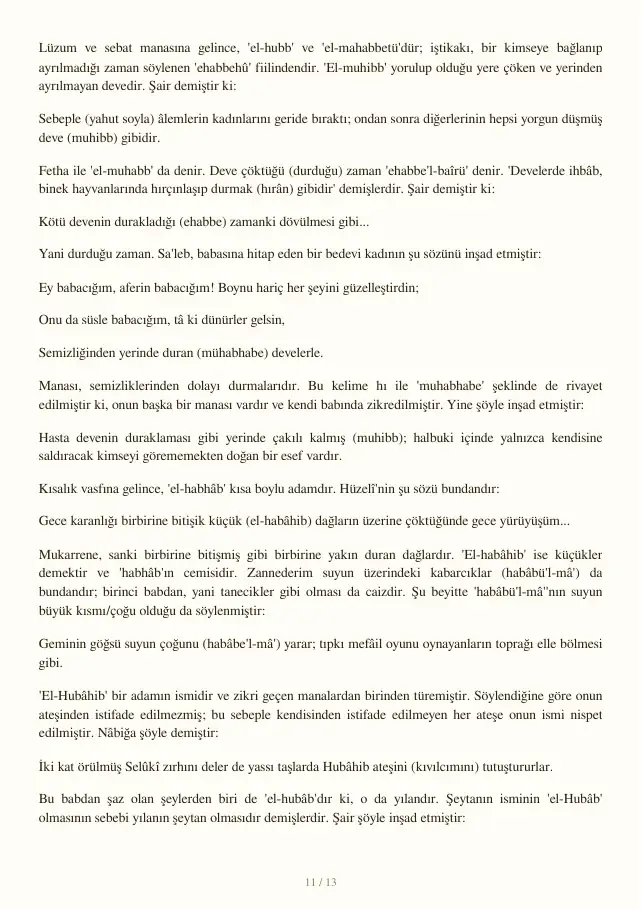 Lüzum ve sebat manasına gelince, 'el-hubb' ve 'el-mahabbetü'dür; iştikakı, bir kimseye bağlanıp
ayrılmadığı zaman söylenen 'ehabbehû' fiilindendir. 'El-muhibb' yorulup olduğu yere çöken ve yerinden
ayrılmayan devedir. Şair demiştir ki:
Sebeple (yahut soyla) âlemlerin kadınlarını geride bıraktı; ondan sonra diğerlerinin hepsi yorgun düşmüş
deve (muhibb) gibidir.
Fetha ile 'el-muhabb' da denir. Deve çöktüğü (durduğu) zaman 'ehabbe'l-baîrü' denir. 'Develerde ihbâb,
binek hayvanlarında hırçınlaşıp durmak (hırân) gibidir' demişlerdir. Şair demiştir ki:
Kötü devenin durakladığı (ehabbe) zamanki dövülmesi gibi...
Yani durduğu zaman. Sa'leb, babasına hitap eden bir bedevi kadının şu sözünü inşad etmiştir:
Ey babacığım, aferin babacığım! Boynu hariç her şeyini güzelleştirdin;
Onu da süsle babacığım, tâ ki dünürler gelsin,
Semizliğinden yerinde duran (mühabhabe) develerle.
Manası, semizliklerinden dolayı durmalarıdır. Bu kelime hı ile 'muhabhabe' şeklinde de rivayet
edilmiştir ki, onun başka bir manası vardır ve kendi babında zikredilmiştir. Yine şöyle inşad etmiştir:
Hasta devenin duraklaması gibi yerinde çakılı kalmış (muhibb); halbuki içinde yalnızca kendisine
saldıracak kimseyi görememekten doğan bir esef vardır.
Kısalık vasfına gelince, 'el-habhâb' kısa boylu adamdır. Hüzelî'nin şu sözü bundandır:
Gece karanlığı birbirine bitişik küçük (el-habâhib) dağların üzerine çöktüğünde gece yürüyüşüm...
Mukarrene, sanki birbirine bitişmiş gibi birbirine yakın duran dağlardır. 'El-habâhib' ise küçükler
demektir ve 'habhâb'ın cemisidir. Zannederim suyun üzerindeki kabarcıklar (habâbü'l-mâ') da
bundandır; birinci babdan, yani tanecikler gibi olması da caizdir. Şu beyitte 'habâbü'l-mâ''nın suyun
büyük kısmı/çoğu olduğu da söylenmiştir:
Geminin göğsü suyun çoğunu (habâbe'l-mâ') yarar; tıpkı mefâil oyunu oynayanların toprağı elle bölmesi
gibi.
'El-Hubâhib' bir adamın ismidir ve zikri geçen manalardan birinden türemiştir. Söylendiğine göre onun
ateşinden istifade edilmezmiş; bu sebeple kendisinden istifade edilmeyen her ateşe onun ismi nispet
edilmiştir. Nâbiğa şöyle demiştir:
İki kat örülmüş Selûkî zırhını deler de yassı taşlarda Hubâhib ateşini (kıvılcımını) tutuştururlar.
Bu babdan şaz olan şeylerden biri de 'el-hubâb'dır ki, o da yılandır. Şeytanın isminin 'el-Hubâb'
olmasının sebebi yılanın şeytan olmasıdır demişlerdir. Şair şöyle inşad etmiştir:
11 / 13